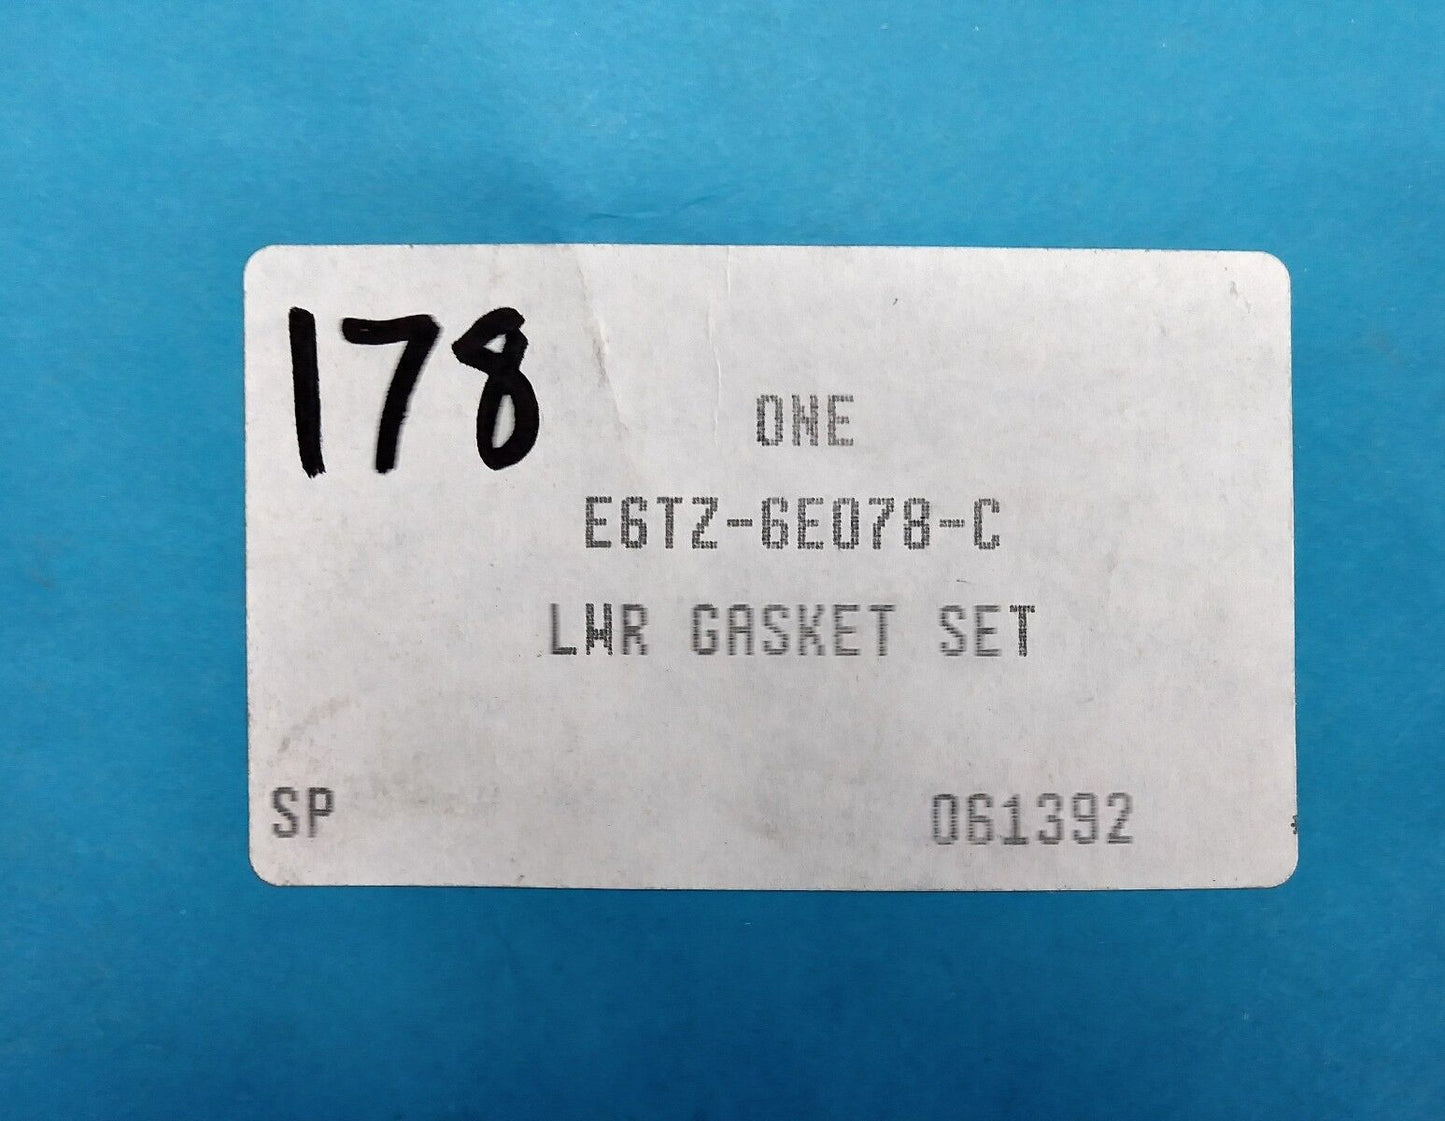 178
ONE
E6TZ-6E078-C
LWR GASKET SET
SP
061392